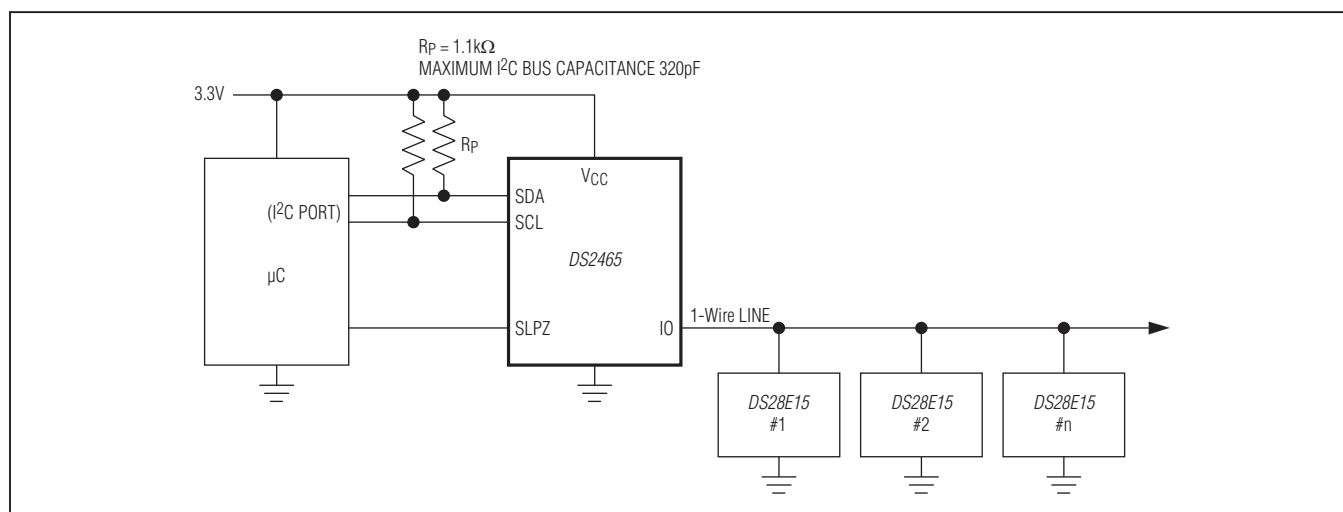 RP = 1.1kΩ
MAXIMUM I²C BUS CAPACITANCE 320pF
3.3V
RP
VCC
(I²C PORT)
SDA
SCL
DS2465
µC
SLPZ
IO
1-Wire LINE
DS28E15
#1
DS28E15
#2
DS28E15
#n